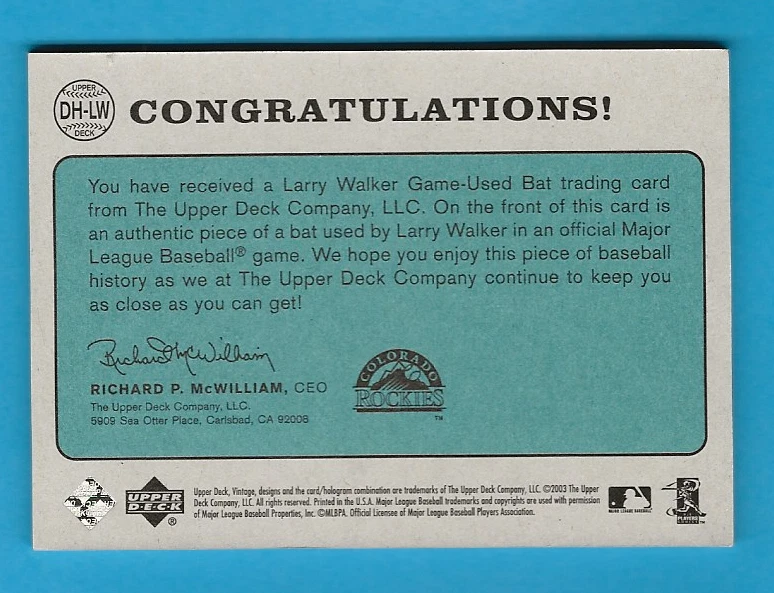 UPPER
DH-LW
DECK
CONGRATULATIONS!
You have received a Larry Walker Game-Used Bat trading card
from The Upper Deck Company, LLC. On the front of this card is
an authentic piece of a bat used by Larry Walker in an official Major
League Baseball® game. We hope you enjoy this piece of baseball
history as we at The Upper Deck Company continue to keep you
as close as you can get!
Richard McWilliam
RICHARD P. McWILLIAM, CEO
The Upper Deck Company, LLC.
5909 Sea Otter Place, Carlsbad, CA 92008
COLORADO
ROCKIES
™
UPPER
DECK
®
Upper Deck, Vintage, designs and the card/hologram combination are trademarks of The Upper Deck Company, LLC. ©2003 The Upper
Deck Company, LLC. All rights reserved. Printed in the U.S.A. Major League Baseball trademarks and copyrights are used with permission
of Major League Baseball Properties, Inc. ©MLBPA. Official Licensee of Major League Baseball Players Association.
MAJOR LEAGUE BASEBALL